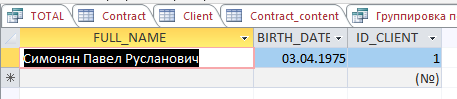 TOTAL Contract Client Contract_content Группировка п
FULL_NAME BIRTH_DATE ID_CLIENT
Симонян Павел Русланович 03.04.1975 1
* (№)